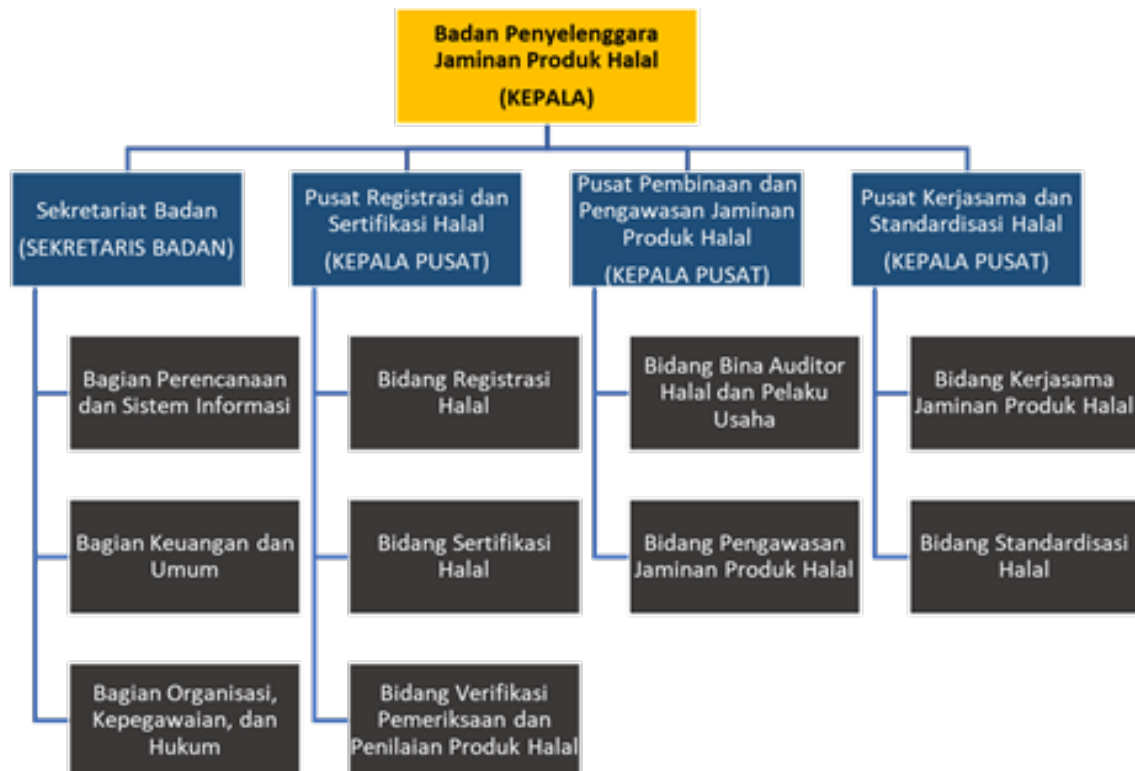 Badan Penyelenggara
Jaminan Produk Halal
(KEPALA)
Sekretariat Badan
(SEKRETARIS BADAN)
Pusat Registrasi dan
Sertifikasi Halal
(KEPALA PUSAT)
Pusat Pembinaan dan
Pengawasan Jaminan
Produk Halal
(KEPALA PUSAT)
Pusat Kerjasama dan
Standardisasi Halal
(KEPALA PUSAT)
Bagian Perencanaan
dan Sistem Informasi
Bidang Registrasi
Halal
Bidang Bina Auditor
Halal dan Pelaku
Usaha
Bidang Kerjasama
Jaminan Produk Halal
Bagian Keuangan dan
Umum
Bidang Sertifikasi
Halal
Bidang Pengawasan
Jaminan Produk Halal
Bidang Standardisasi
Halal
Bagian Organisasi,
Kepegawaian, dan
Hukum
Bidang Verifikasi
Pemeriksaan dan
Penilaian Produk Halal